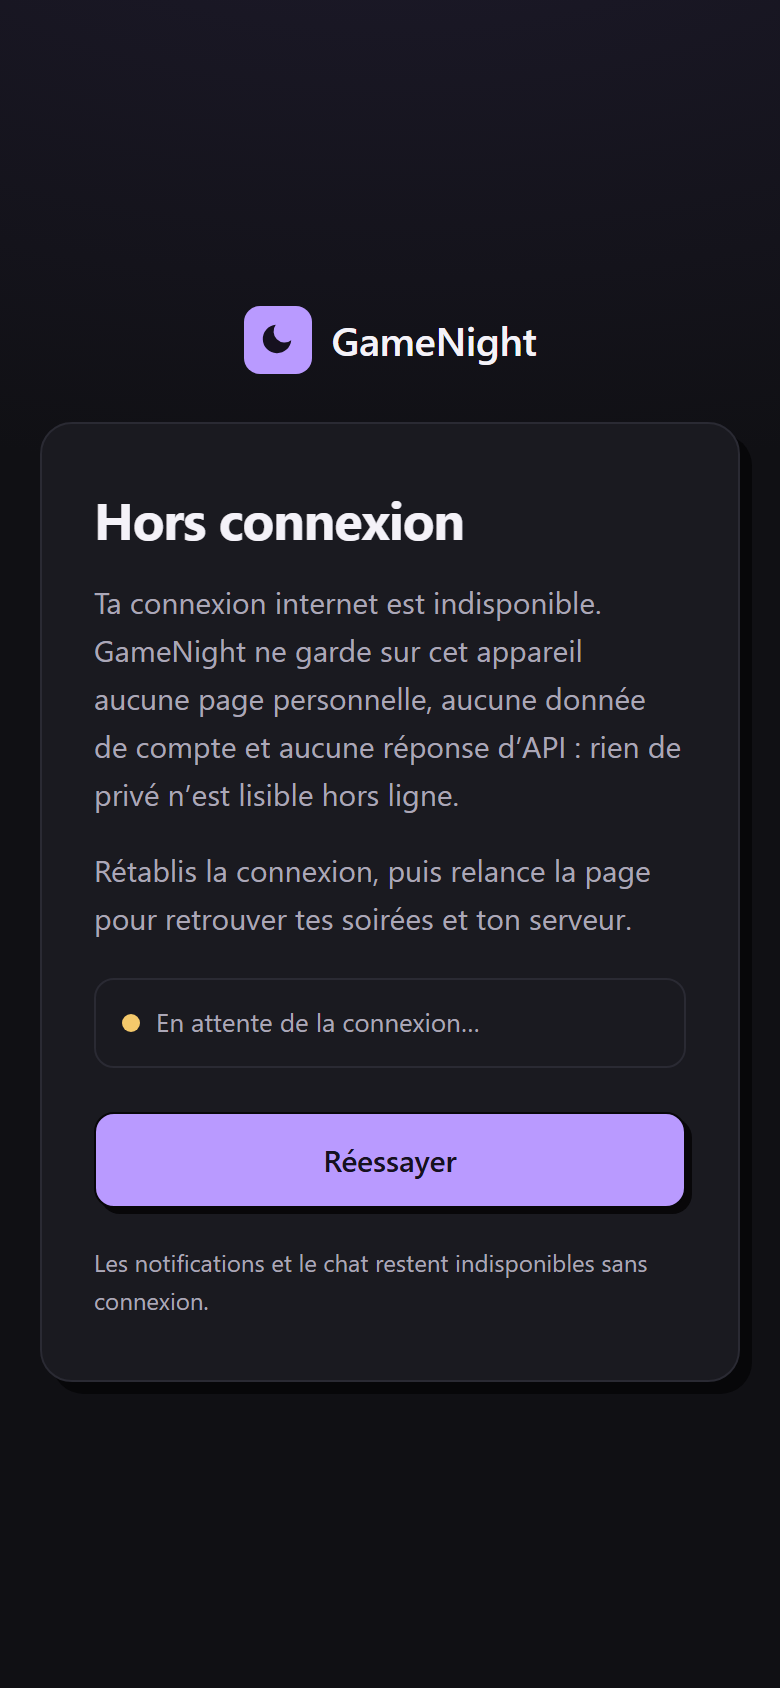 GameNight
Hors connexion
Ta connexion internet est indisponible.
GameNight ne garde sur cet appareil
aucune page personnelle, aucune donnée
de compte et aucune réponse d’API : rien de
privé n’est lisible hors ligne.
Rétablis la connexion, puis relance la page
pour retrouver tes soirées et ton serveur.
En attente de la connexion…
Réessayer
Les notifications et le chat restent indisponibles sans
connexion.